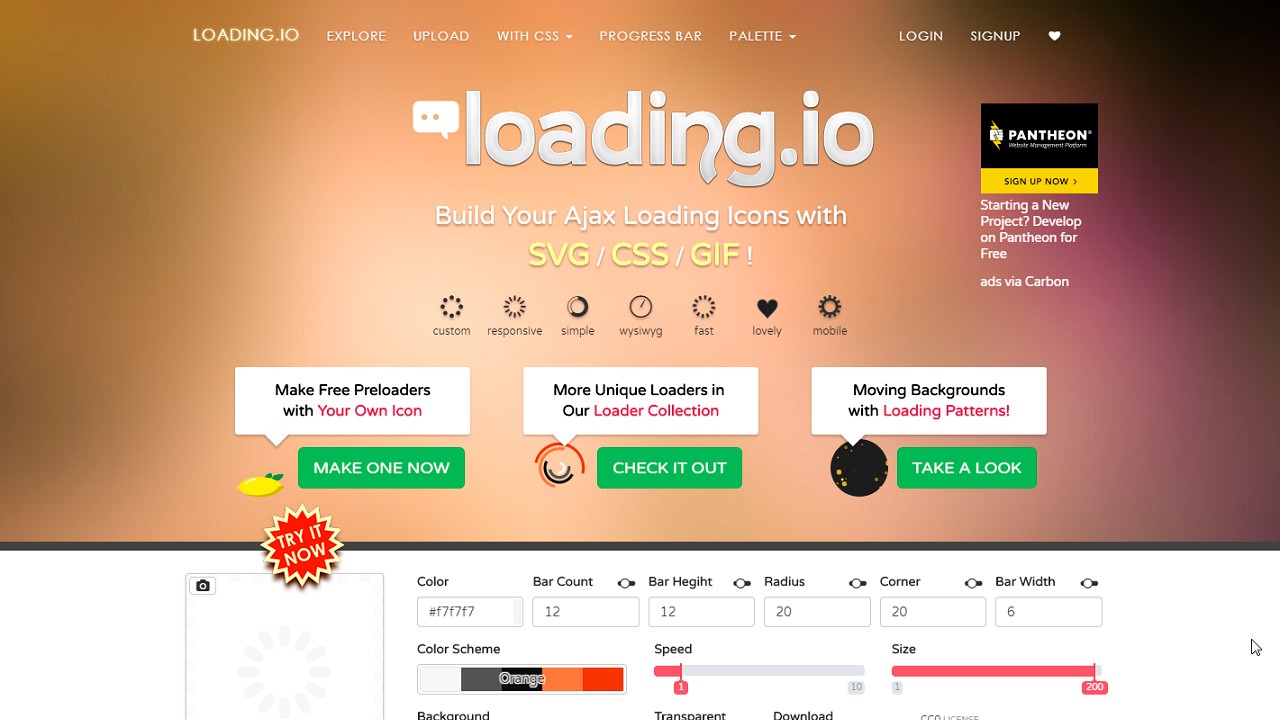 LOADING.IO EXPLORE UPLOAD WITH CSS PROGRESS BAR PALETTE LOGIN SIGNUP
loading.io
PANTHEON®
Website Management Platform
SIGN UP NOW >
Starting a New
Project? Develop
on Pantheon for
Free
ads via Carbon
Build Your Ajax Loading Icons with
SVG / CSS / GIF !
custom responsive simple wysiwyg fast lovely mobile
Make Free Preloaders
with Your Own Icon
MAKE ONE NOW
More Unique Loaders in
Our Loader Collection
CHECK IT OUT
Moving Backgrounds
with Loading Patterns!
TAKE A LOOK
TRY IT
NOW
Color Bar Count Bar Hegiht Radius Corner Bar Width
#f7f7f7 12 12 20 20 6
Color Scheme Speed Size
Orange 1 10 1 200
Background Transparent Download CC0 LICENSE